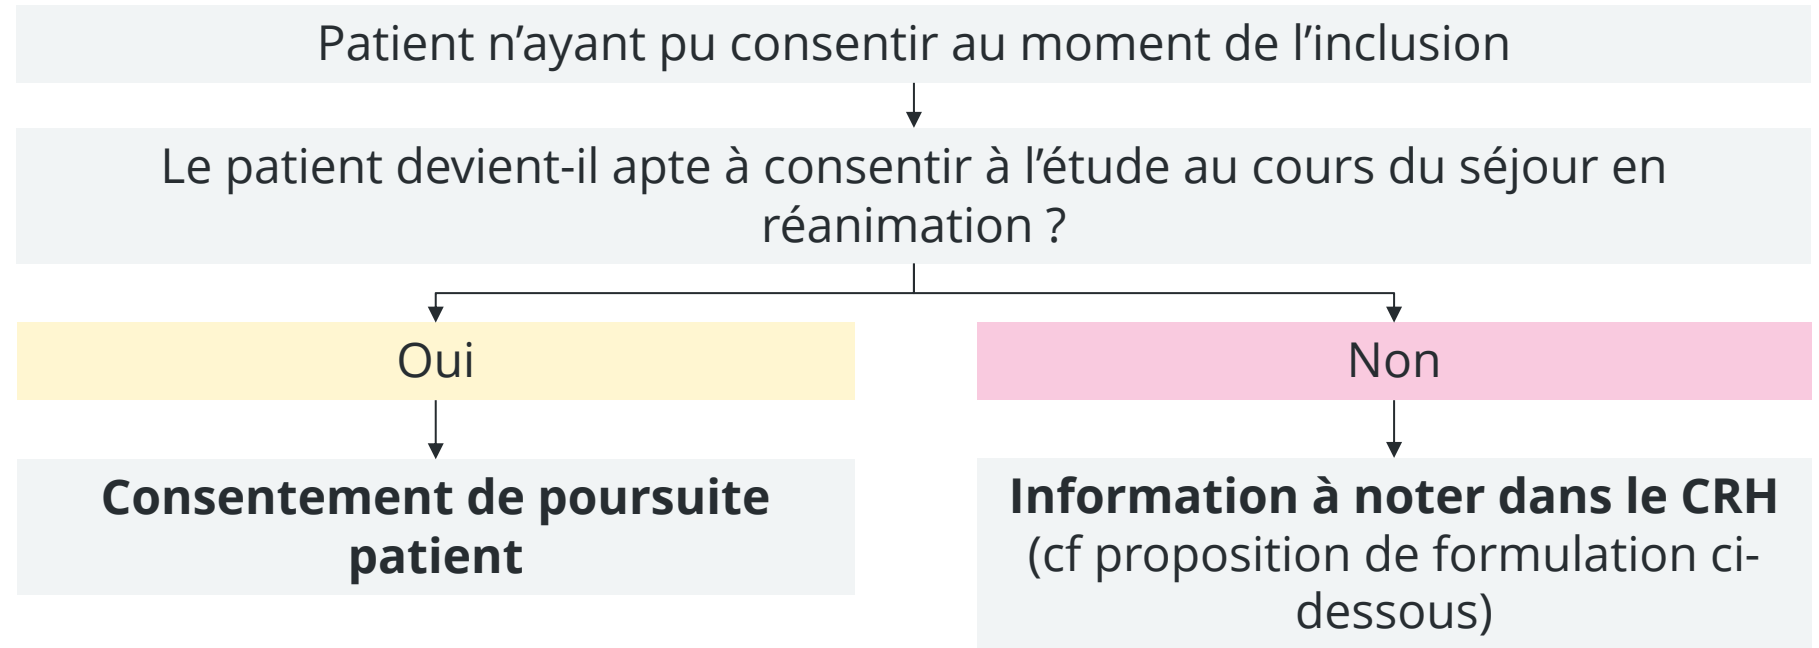 Patient n’ayant pu consentir au moment de l’inclusion
Le patient devient-il apte à consentir à l’étude au cours du séjour en
réanimation ?
Oui
Non
Consentement de poursuite
patient
Information à noter dans le CRH
(cf proposition de formulation ci-
dessous)